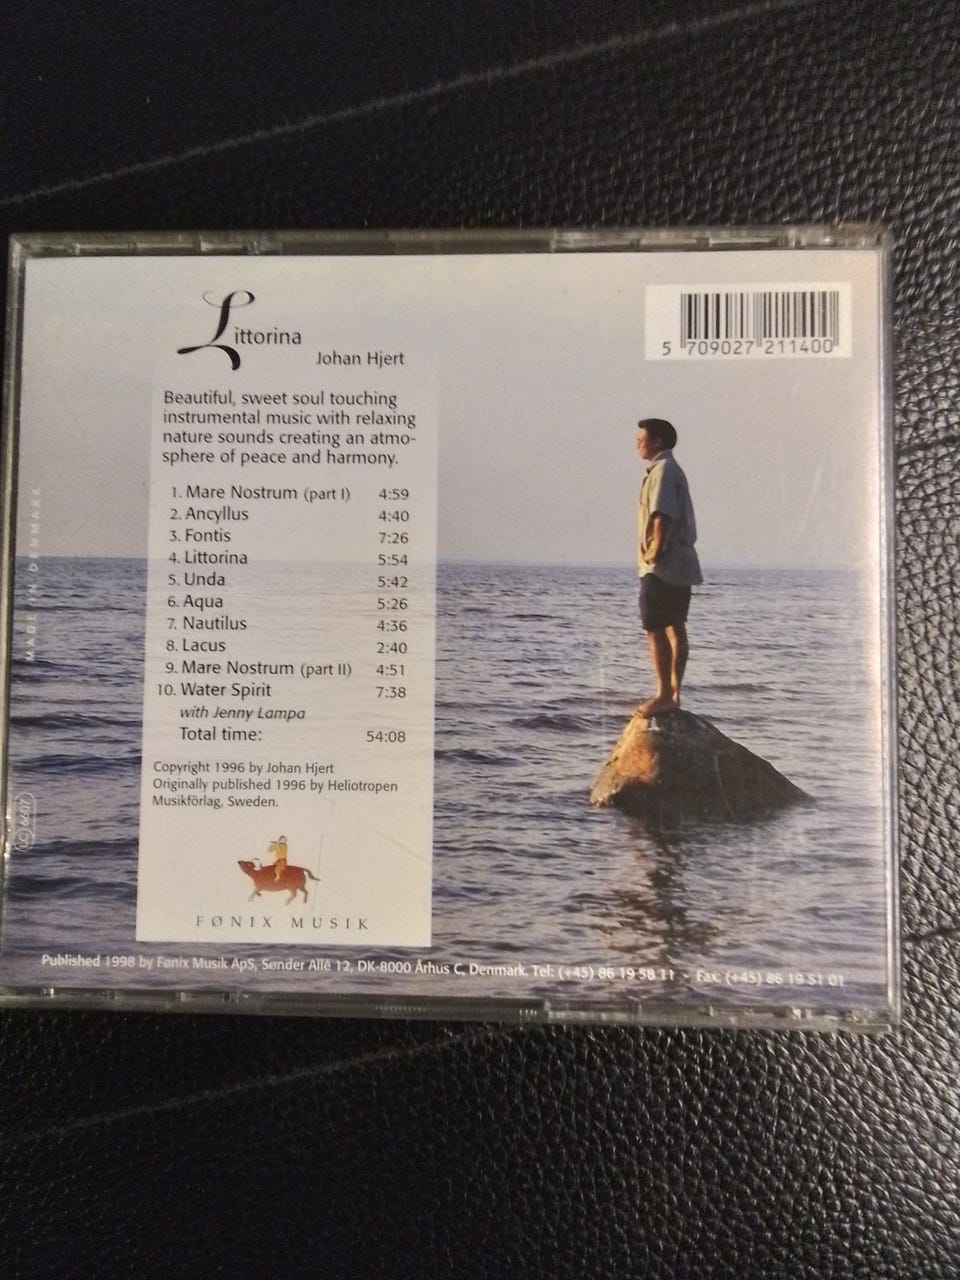 Littorina
Johan Hjert
5 709027 211400
Beautiful, sweet soul touching
instrumental music with relaxing
nature sounds creating an atmo-
sphere of peace and harmony.
1. Mare Nostrum (part I) 4:59
2. Ancyllus 4:40
3. Fontis 7:26
4. Littorina 5:54
5. Unda 5:42
6. Aqua 5:26
7. Nautilus 4:36
8. Lacus 2:40
9. Mare Nostrum (part II) 4:51
10. Water Spirit 7:38
with Jenny Lampa
Total time: 54:08
Copyright 1996 by Johan Hjert
Originally published 1996 by Heliotropen
Musikförlag, Sweden.
FØNIX MUSIK
Published 1998 by Fønix Musik ApS, Sønder Allé 12, DK-8000 Århus C, Denmark. Tel: (+45) 86 19 58 11 - Fax: (+45) 86 19 51 01
MADE IN DENMARK